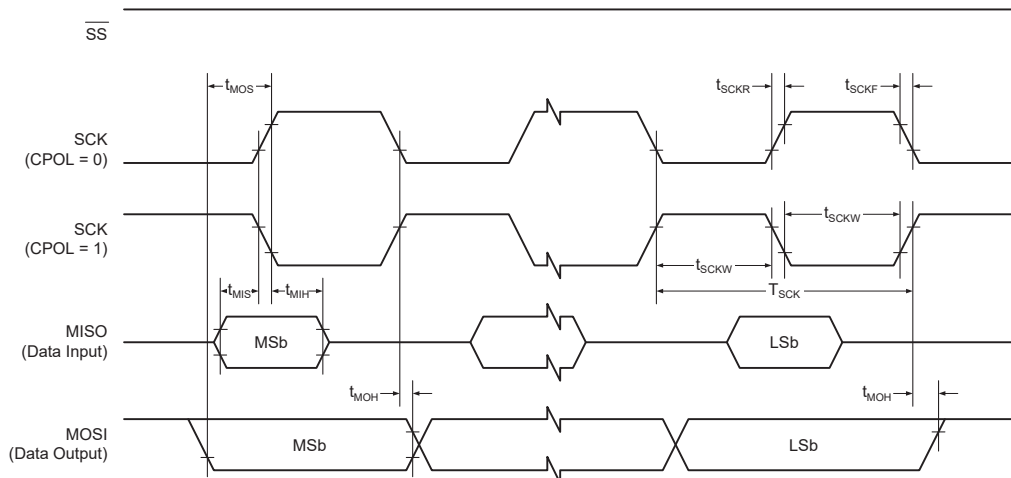 SS
tMOS
tSCKR
tSCKF
SCK
(CPOL = 0)
SCK
(CPOL = 1)
tSCKW
tSCKW
TSCK
tMIS
tMIH
MISO
(Data Input)
MSb
LSb
tMOH
tMOH
MOSI
(Data Output)
MSb
LSb